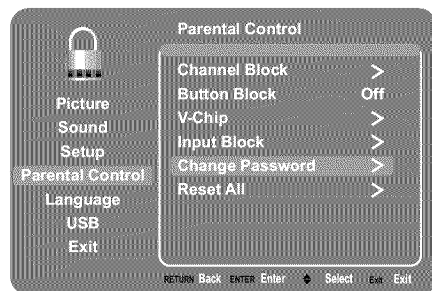 Parental Control
Picture
Sound
Setup
Parental Control
Language
USB
Exit
Channel Block >
Button Block Off
V-Chip >
Input Block >
Change Password >
Reset All >
RETURN Back ENTER Enter Select Exit Exit